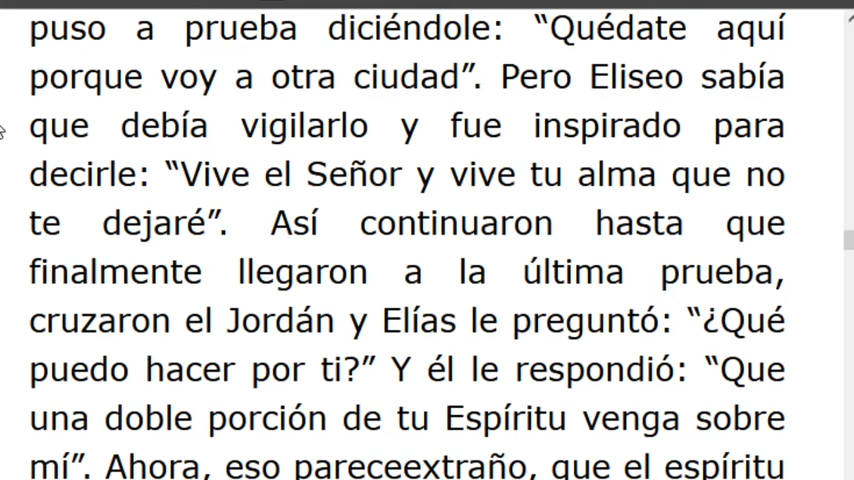 puso a prueba diciéndole: “Quédate aquí
porque voy a otra ciudad”. Pero Eliseo sabía
que debía vigilarlo y fue inspirado para
decirle: “Vive el Señor y vive tu alma que no
te dejaré”. Así continuaron hasta que
finalmente llegaron a la última prueba,
cruzaron el Jordán y Elías le preguntó: “¿Qué
puedo hacer por ti?” Y él le respondió: “Que
una doble porción de tu Espíritu venga sobre
mí”. Ahora, eso pareceextraño, que el espíritu